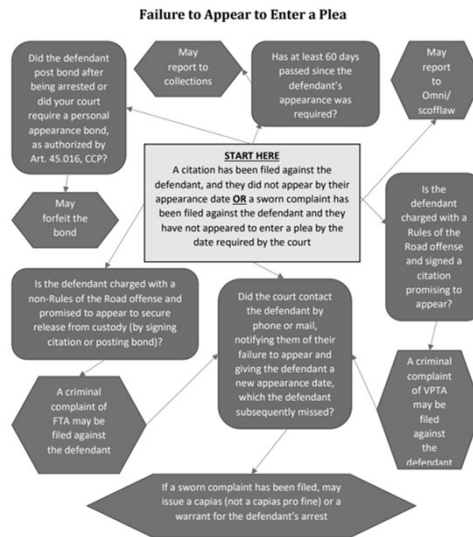 Failure to Appear to Enter a Plea
Did the defendant
post bond after
being arrested or
did your court
require a personal
appearance bond,
as authorized by
Art. 45.016, CCP?
May
report to
collections
Has at least 60 days
passed since the
defendant's
appearance was
required?
May
report to
Omni/
scofflaw
START HERE
A citation has been filed against the
defendant, and they did not appear by their
appearance date OR a sworn complaint has
been filed against the defendant and they
have not appeared to enter a plea by the
date required by the court
May
forfeit the
bond
Is the
defendant
charged with a
Rules of the
Road offense
and signed a
citation
promising to
appear?
Is the defendant charged with a
non-Rules of the Road offense and
promised to appear to secure
release from custody (by signing
citation or posting bond)?
Did the court contact
the defendant by
phone or mail,
notifying them of their
failure to appear and
giving the defendant a
new appearance date,
which the defendant
subsequently missed?
A criminal
complaint of
FTA may be
filed against
the defendant
A criminal
complaint
of VPTA
may be
filed
against the
defendant
If a sworn complaint has been filed, may
issue a capias (not a capias pro fine) or a
warrant for the defendant's arrest